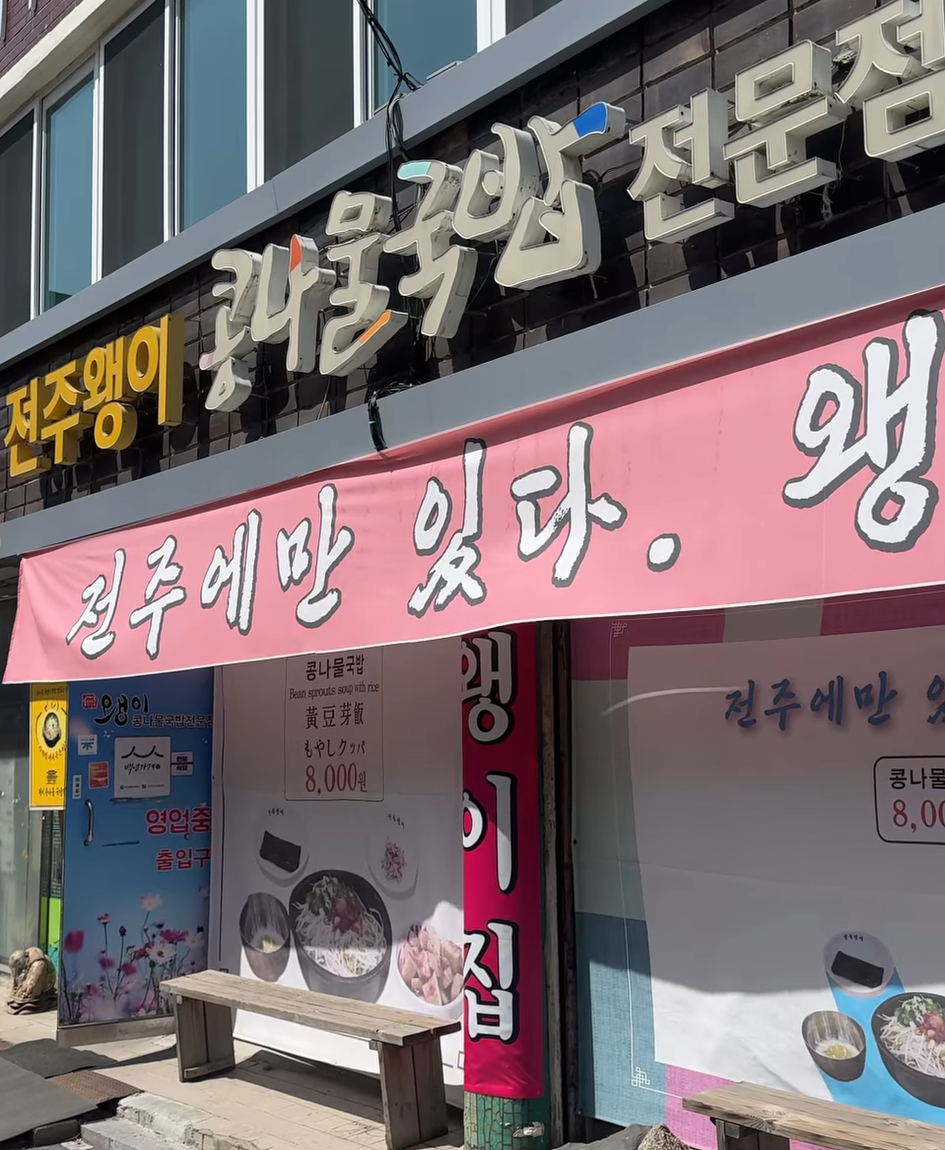 전주왱이 콩나물국밥 전문점
전주에만 있다. 왱
왱이
콩나물국밥전문점
영업중
출입구
콩나물국밥
Bean sprouts soup with rice
黃豆芽飯
もやしクッパ
8,000원
왱이집
전주에만
콩나물
8,00